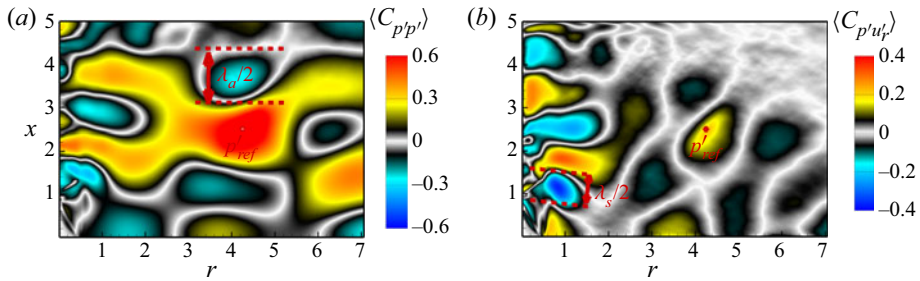 (a)
⟨C_{p′p′}⟩
5
4
3
2
1
0
x
λ_a/2
p′_ref
1 2 3 4 5 6 7
r
0.6
0.3
0
−0.3
−0.6
(b)
⟨C_{p′u′_r}⟩
5
4
3
2
1
0
λ_s/2
p′_ref
1 2 3 4 5 6 7
r
0.4
0.2
0
−0.2
−0.4